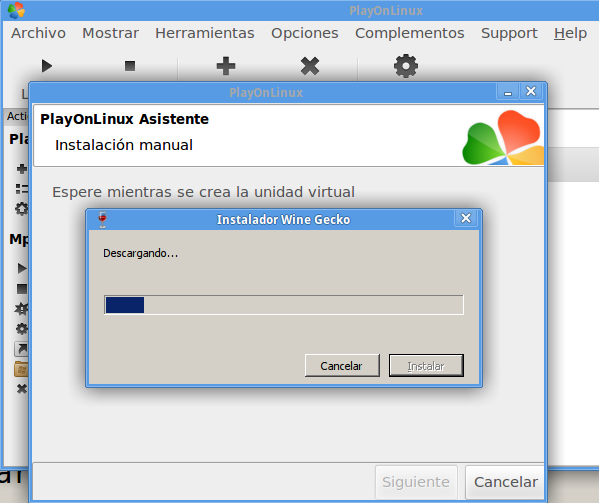 PlayOnLinux
Archivo Mostrar Herramientas Opciones Complementos Support Help
PlayOnLinux
PlayOnLinux Asistente
Instalación manual
Espere mientras se crea la unidad virtual
Instalador Wine Gecko
Descargando...
Cancelar Instalar
Siguiente Cancelar